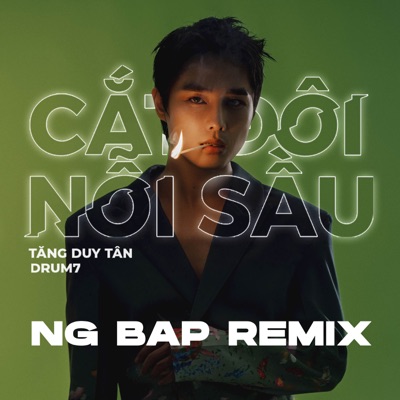 CẮT ĐÔI
NỖI SẦU
TĂNG DUY TÂN
DRUM7
NG BAP REMIX